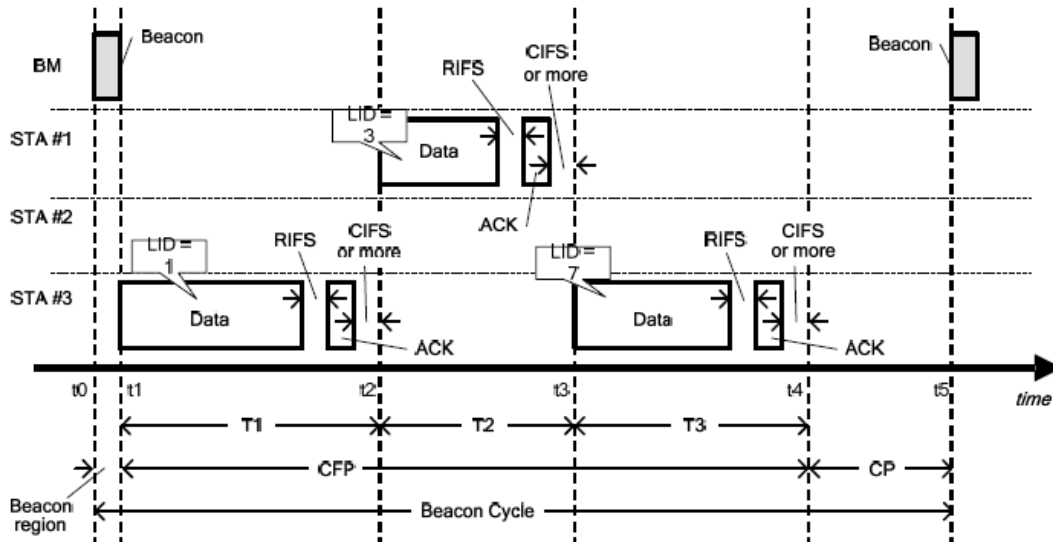 Beacon
BM
CIFS
or more
RIFS
Beacon
LID =
3
STA #1
Data
ACK
STA #2
LID =
1
RIFS
CIFS
or more
LID =
7
RIFS
CIFS
or more
STA #3
Data
ACK
Data
ACK
t0
t1
t2
t3
t4
t5
time
T1
T2
T3
CFP
CP
Beacon
region
Beacon Cycle